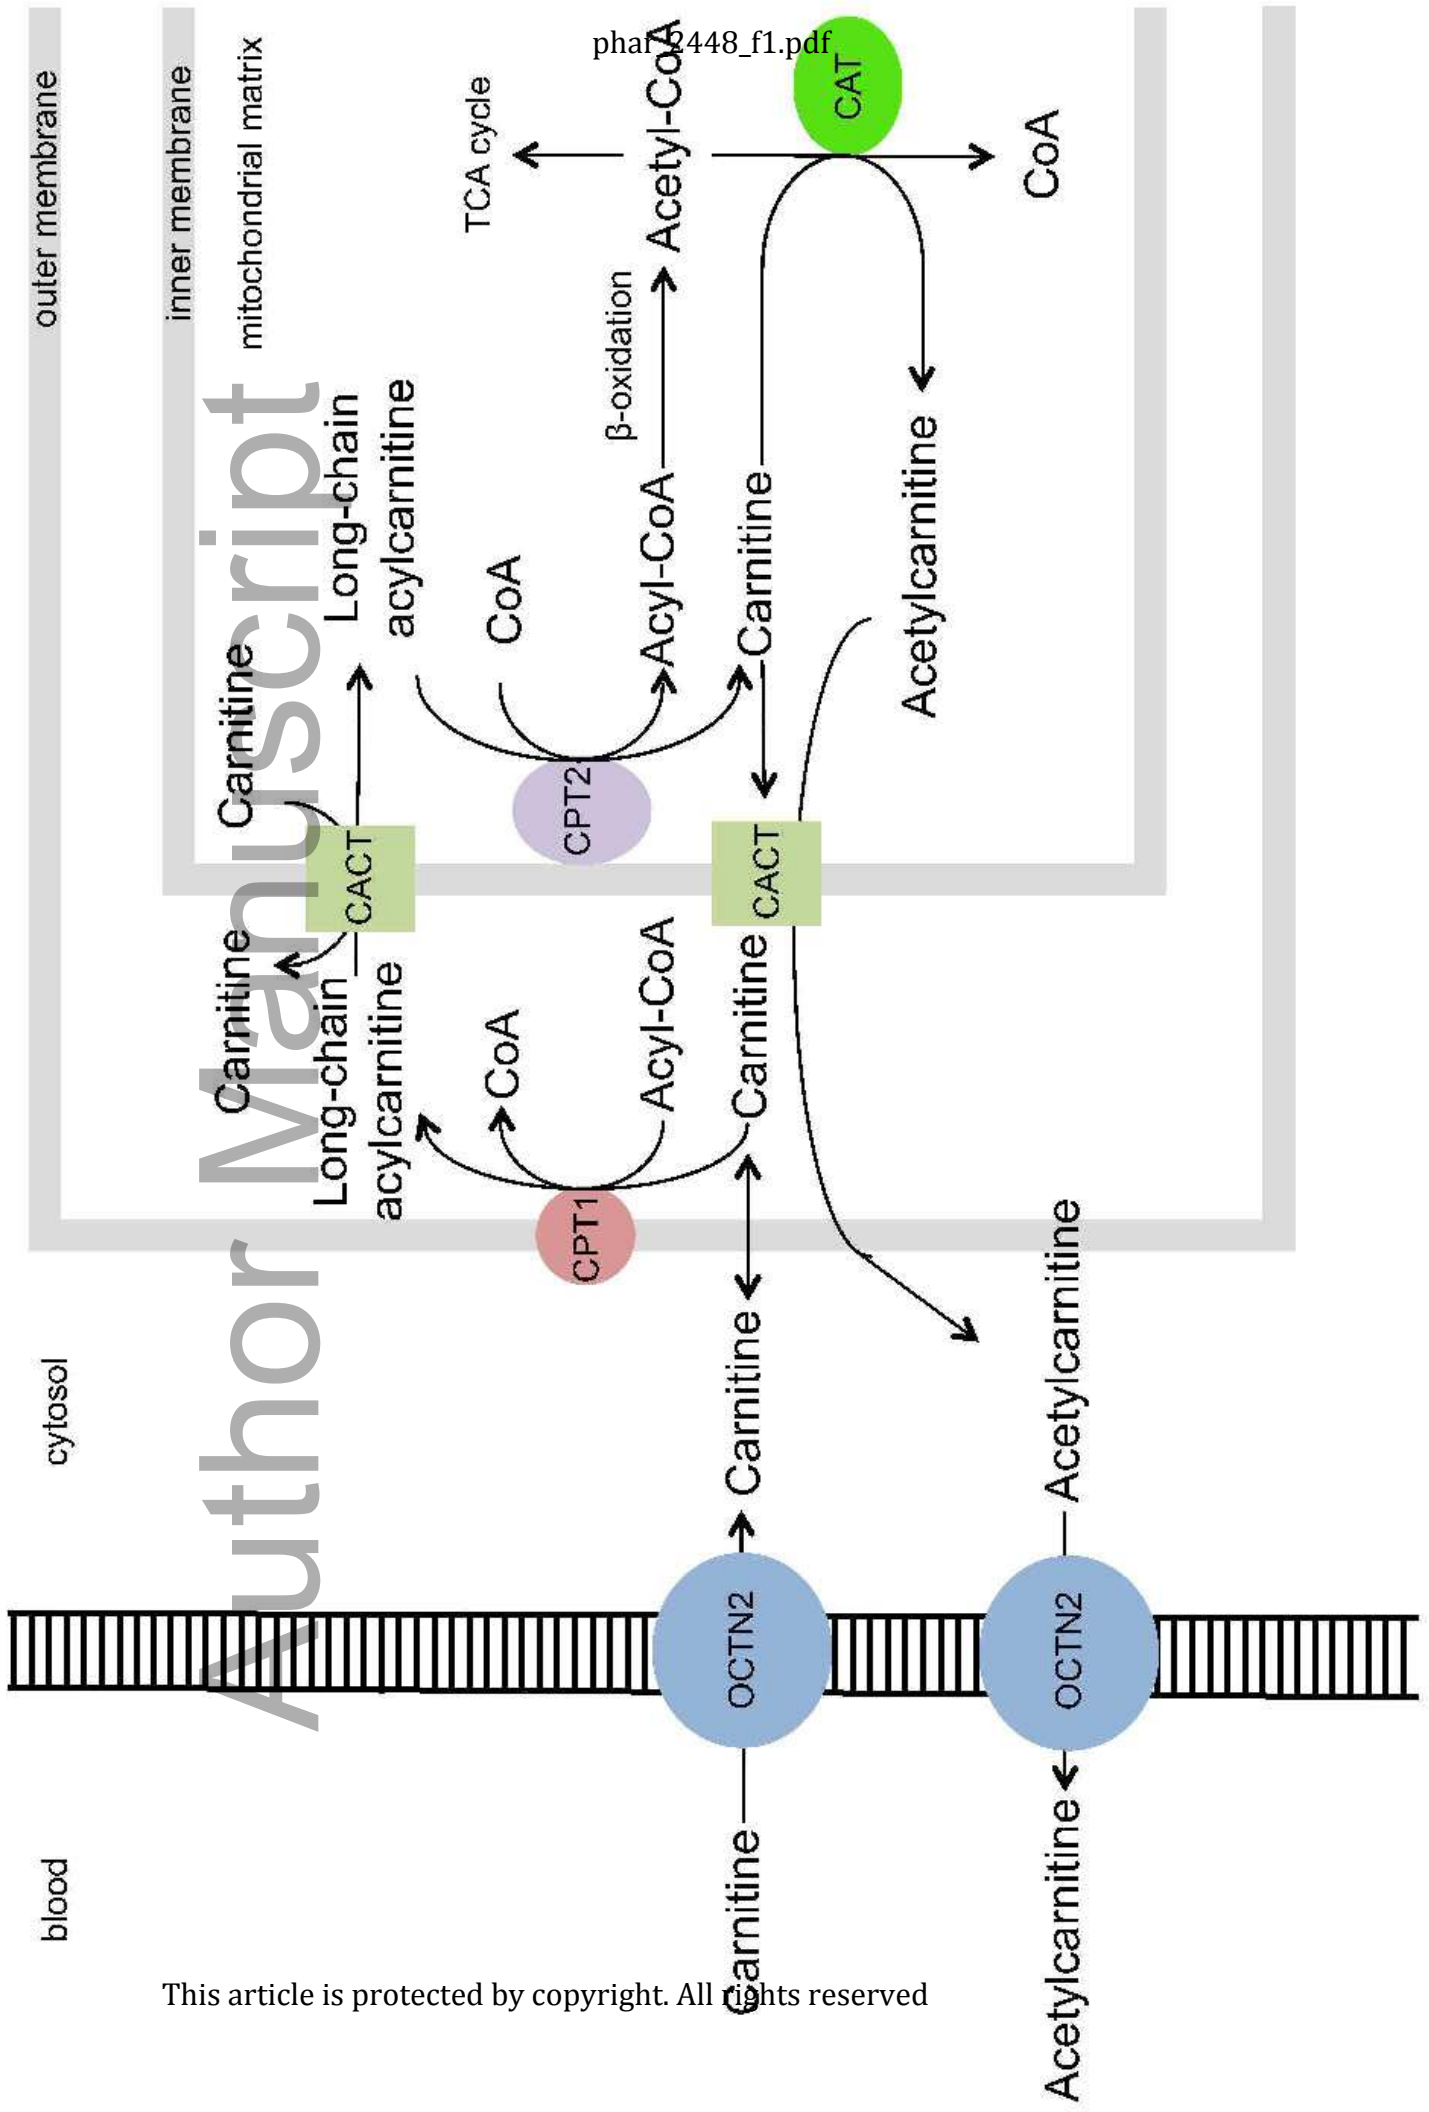 phar_2448_f1.pdf
blood
cytosol
outer membrane
inner membrane
mitochondrial matrix
Carnitine
Carnitine
Long-chain
acylcarnitine
CACT
Long-chain
acylcarnitine
TCA cycle
CoA
CoA
CPT1
CPT2
β-oxidation
Acyl-CoA
Acyl-CoA
Acetyl-CoA
Carnitine
OCTN2
Carnitine
Carnitine
CACT
Carnitine
CAT
Acetylcarnitine
CoA
Acetylcarnitine
OCTN2
Acetylcarnitine
Author Manuscript
This article is protected by copyright. All rights reserved